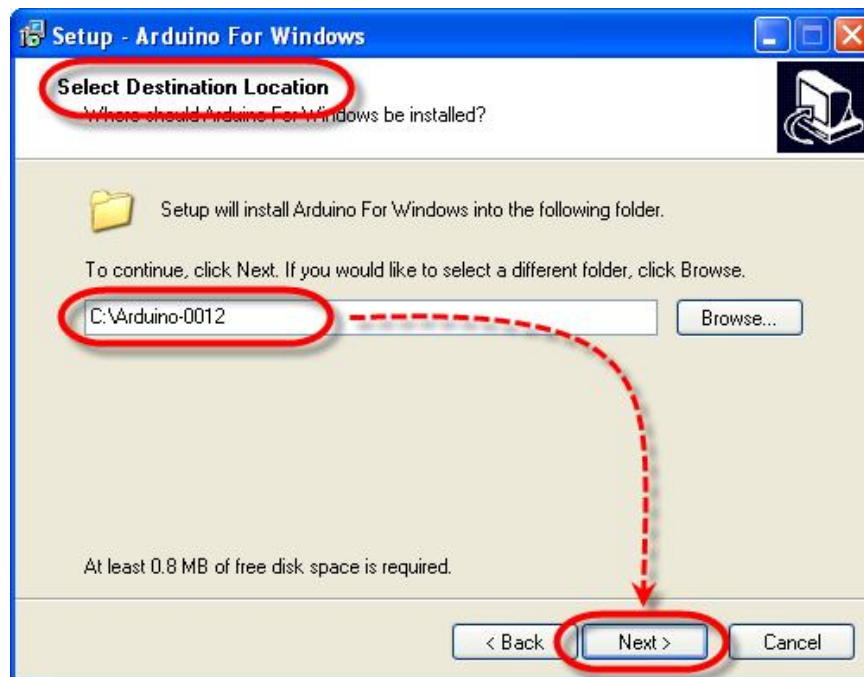 Setup - Arduino For Windows
Select Destination Location
Where should Arduino For Windows be installed?
Setup will install Arduino For Windows into the following folder.
To continue, click Next. If you would like to select a different folder, click Browse.
C:\Arduino-0012
Browse...
At least 0.8 MB of free disk space is required.
< Back
Next >
Cancel